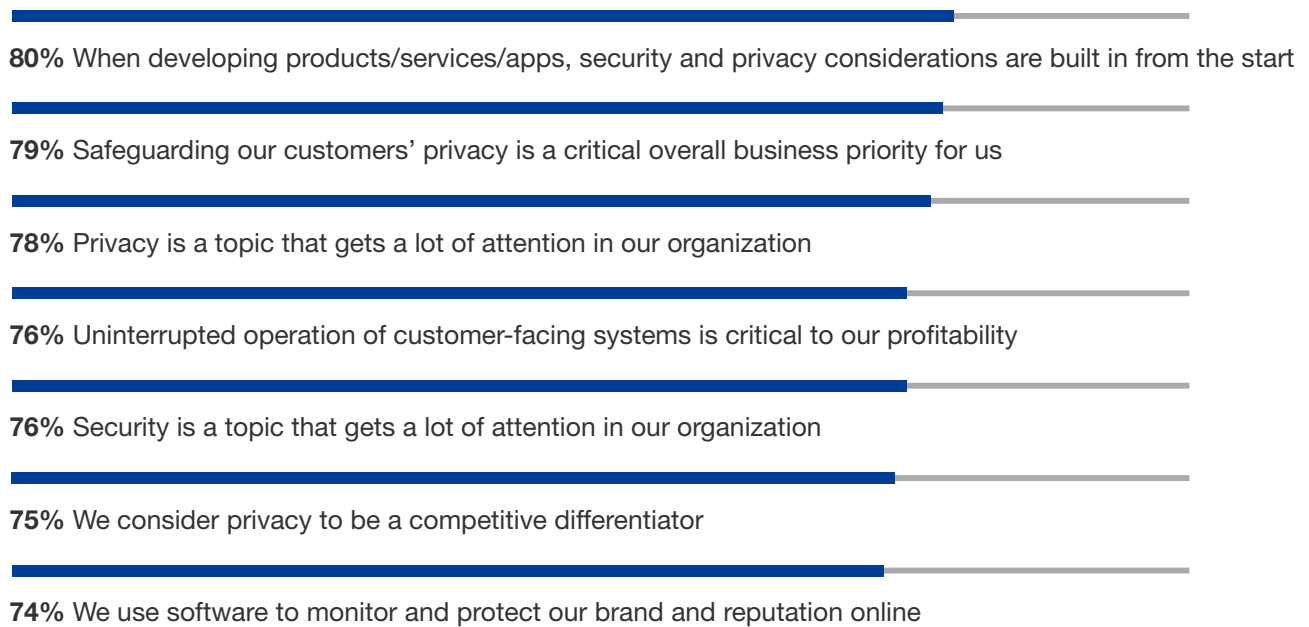 80% When developing products/services/apps, security and privacy considerations are built in from the start
79% Safeguarding our customers’ privacy is a critical overall business priority for us
78% Privacy is a topic that gets a lot of attention in our organization
76% Uninterrupted operation of customer-facing systems is critical to our profitability
76% Security is a topic that gets a lot of attention in our organization
75% We consider privacy to be a competitive differentiator
74% We use software to monitor and protect our brand and reputation online